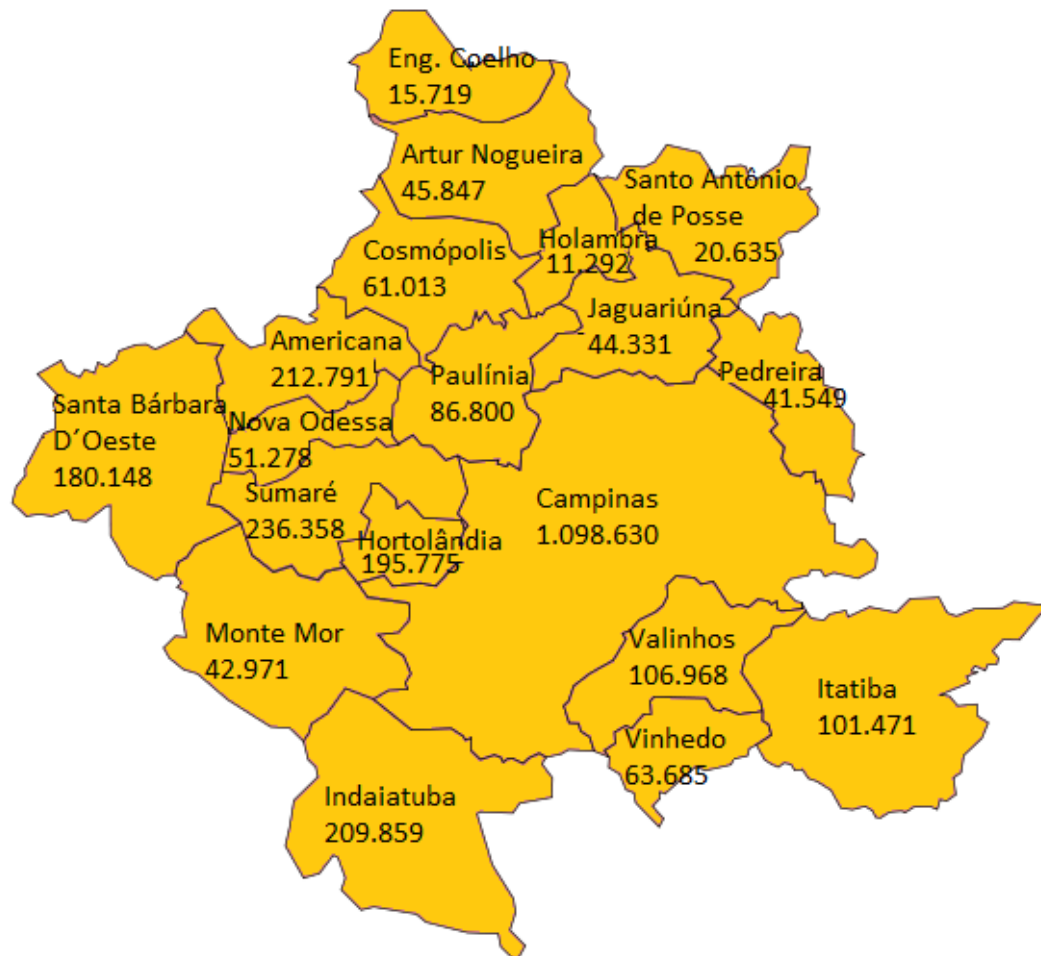 Eng. Coelho
15.719
Artur Nogueira
45.847
Santo Antônio
de Posse
20.635
Holambra
11.292
Cosmópolis
61.013
Jaguariúna
44.331
Americana
212.791
Paulínia
86.800
Pedreira
41.549
Santa Bárbara
D´Oeste
180.148
Nova Odessa
51.278
Sumaré
236.358
Hortolândia
195.775
Campinas
1.098.630
Monte Mor
42.971
Valinhos
106.968
Itatiba
101.471
Vinhedo
63.685
Indaiatuba
209.859